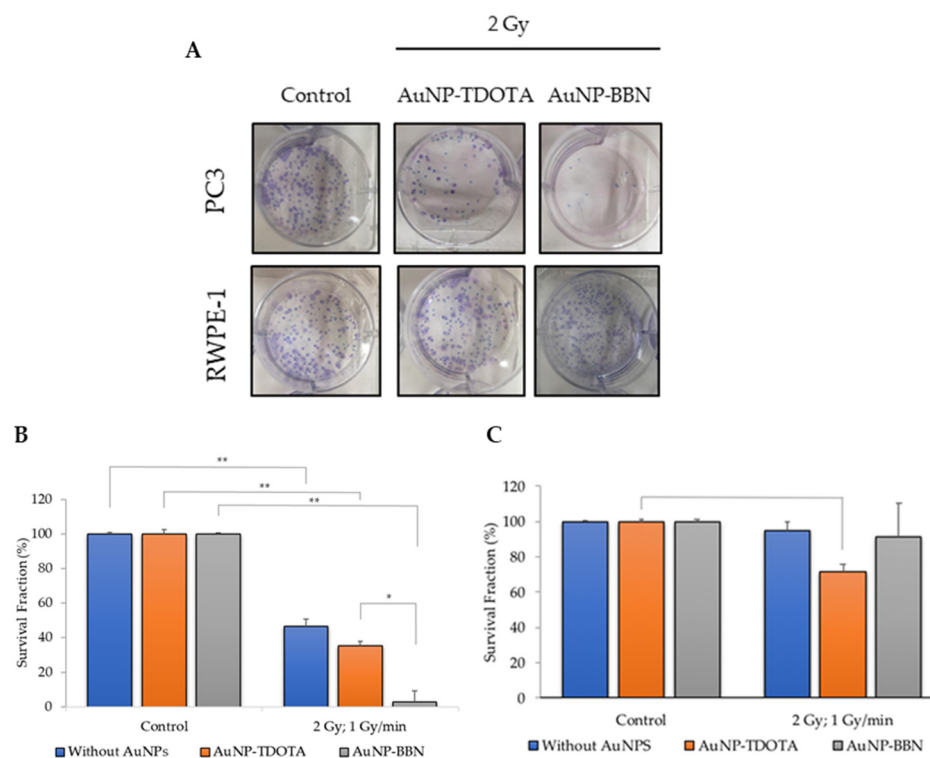 2 Gy
A
Control AuNP-TDOTA AuNP-BBN
PC3
RWPE-1
B
**
**
**
*
120
100
80
60
40
20
0
Survival Fraction (%)
Control 2 Gy; 1 Gy/min
Without AuNPs AuNP-TDOTA AuNP-BBN
C
120
100
80
60
40
20
0
Survival Fraction (%)
Control 2 Gy; 1 Gy/min
Without AuNPS AuNP-TDOTA AuNP-BBN